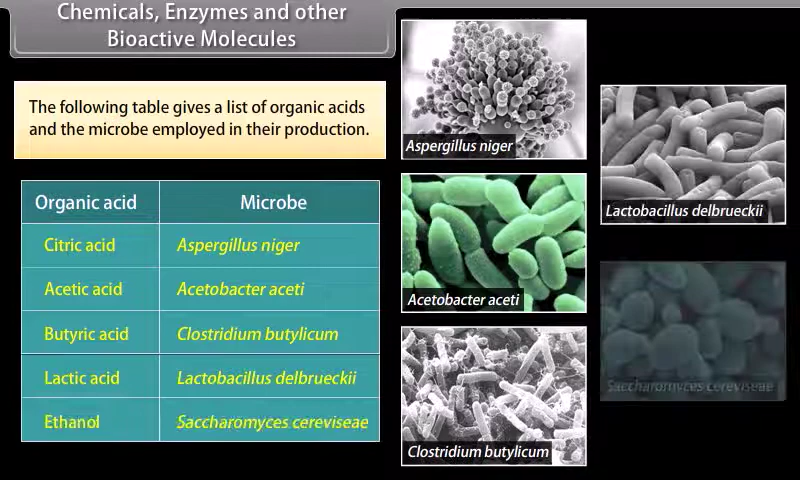 Chemicals, Enzymes and other
Bioactive Molecules
The following table gives a list of organic acids
and the microbe employed in their production.
Organic acid Microbe
Citric acid Aspergillus niger
Acetic acid Acetobacter aceti
Butyric acid Clostridium butylicum
Lactic acid Lactobacillus delbrueckii
Ethanol Saccharomyces cereviseae
Aspergillus niger
Acetobacter aceti
Clostridium butylicum
Lactobacillus delbrueckii
Saccharomyces cereviseae